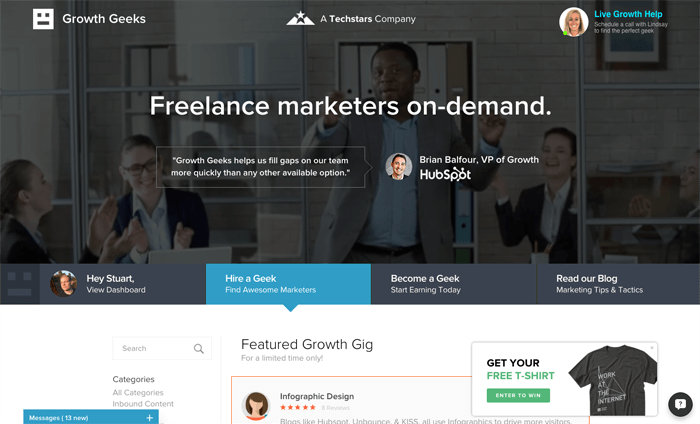 Growth Geeks
A Techstars Company
Live Growth Help
Schedule a call with Lindsay
to find the perfect geek
Freelance marketers on-demand.
"Growth Geeks helps us fill gaps on our team
more quickly than any other available option."
Brian Balfour, VP of Growth
HubSpot
Hey Stuart,
View Dashboard
Hire a Geek
Find Awesome Marketers
Become a Geek
Start Earning Today
Read our Blog
Marketing Tips & Tactics
Search
Categories
All Categories
Inbound Content
Messages ( 13 new)
+
Featured Growth Gig
For a limited time only!
Infographic Design
8 Reviews
Blogs like Hubspot, Unbounce, & KISS, all use Infographics to drive more visitors,
GET YOUR
FREE T-SHIRT
ENTER TO WIN
WORK
AT THE
INTERNET